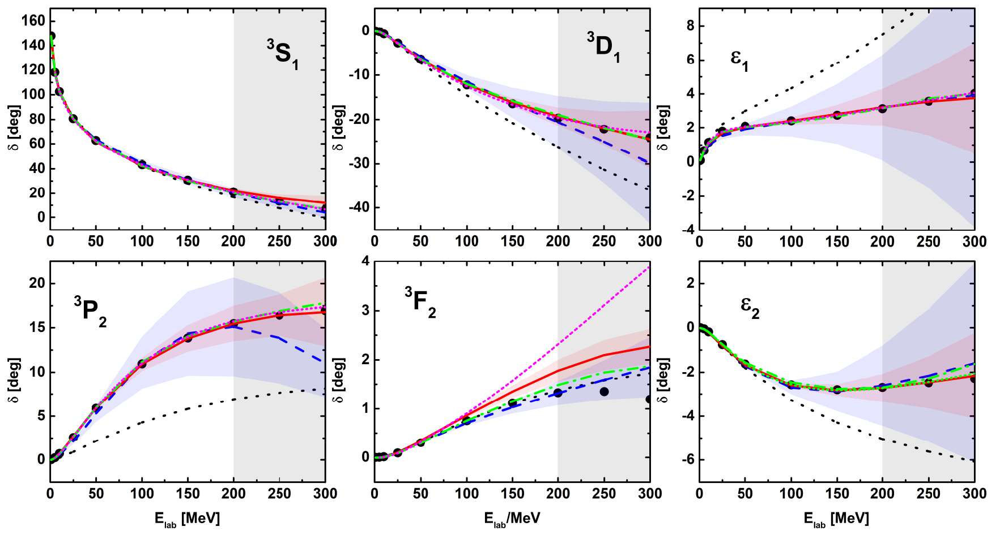 160
140
120
100
80
60
40
20
0
δ [deg]
³S₁
0 50 100 150 200 250 300
0
-10
-20
-30
-40
δ [deg]
³D₁
0 50 100 150 200 250 300
8
6
4
2
0
-2
-4
δ [deg]
ε₁
0 50 100 150 200 250 300
20
15
10
5
0
δ [deg]
³P₂
0 50 100 150 200 250 300
E_lab [MeV]
4
3
2
1
0
δ [deg]
³F₂
0 50 100 150 200 250 300
E_lab/MeV
2
0
-2
-4
-6
δ [deg]
ε₂
0 50 100 150 200 250 300
E_lab [MeV]